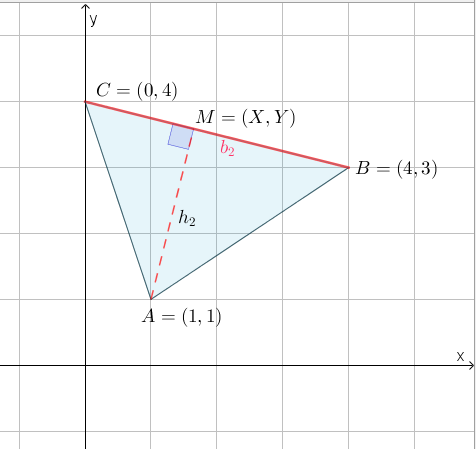 y
C = (0, 4)
M = (X, Y)
b₂
B = (4, 3)
h₂
A = (1, 1)
x